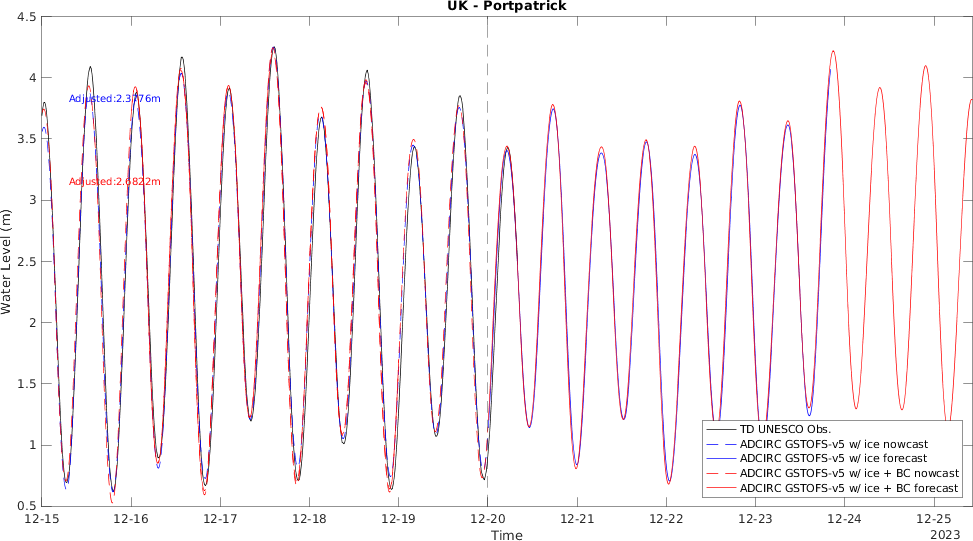 UK - Portpatrick
4.5
4
3.5
3
2.5
2
1.5
1
0.5
Water Level (m)
Adjusted:2.3776m
Adjusted:2.6822m
TD UNESCO Obs.
ADCIRC GSTOFS-v5 w/ ice nowcast
ADCIRC GSTOFS-v5 w/ ice forecast
ADCIRC GSTOFS-v5 w/ ice + BC nowcast
ADCIRC GSTOFS-v5 w/ ice + BC forecast
12-15 12-16 12-17 12-18 12-19 12-20 12-21 12-22 12-23 12-24 12-25
Time
2023